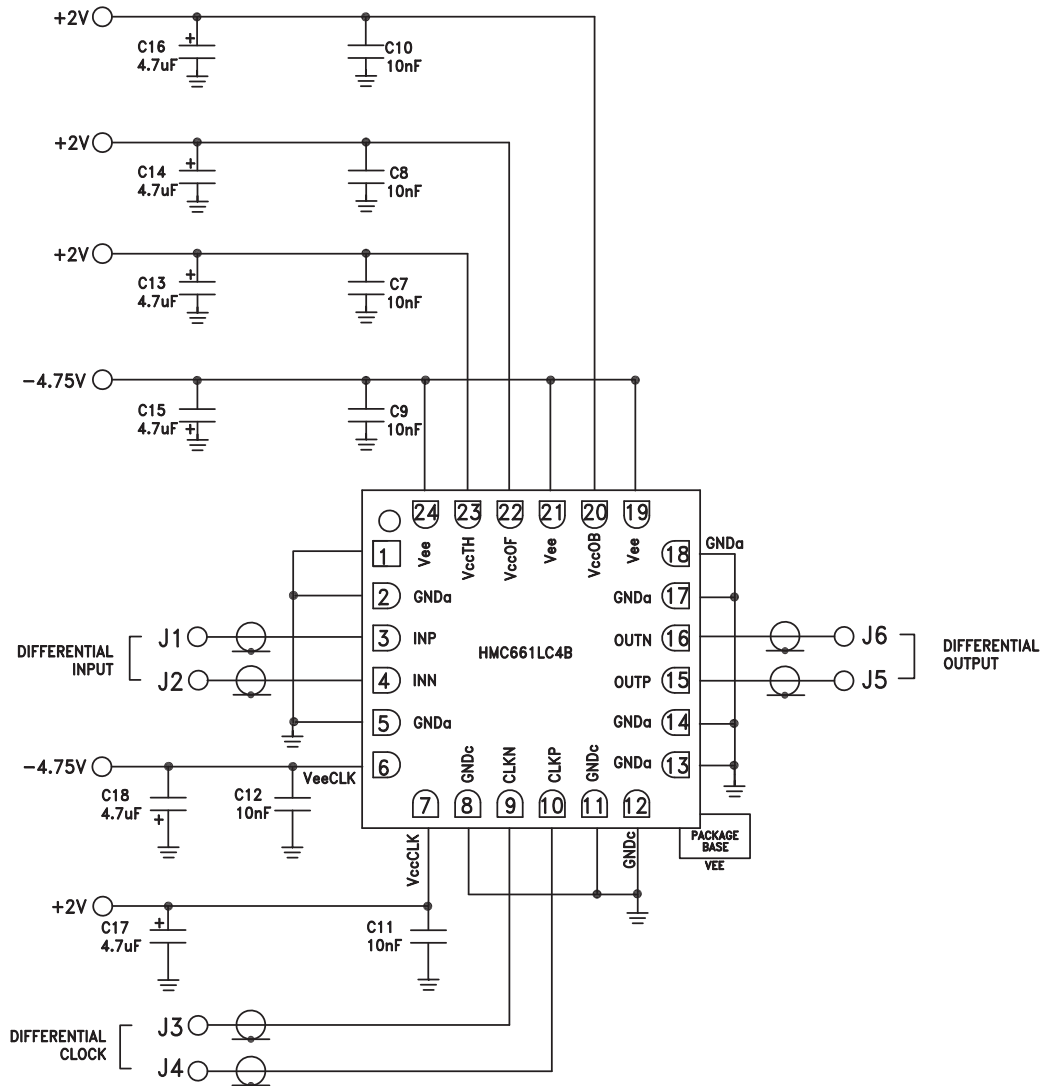 +2V
C16
+
4.7uF
C10
10nF
+2V
C14
+
4.7uF
C8
10nF
+2V
C13
+
4.7uF
C7
10nF
-4.75V
C15
4.7uF
+
C9
10nF
24
23
22
21
20
19
Vee
VccTH
VccOF
Vee
VccOB
Vee
1
18
GNDa
2
GNDa
GNDa
17
DIFFERENTIAL
INPUT
J1
3
INP
OUTN
16
J6
DIFFERENTIAL
OUTPUT
HMC661LC4B
J2
4
INN
OUTP
15
J5
5
GNDa
GNDa
14
-4.75V
VeeCLK
6
GNDa
13
C18
4.7uF
+
C12
10nF
GNDc
CLKN
CLKP
GNDc
7
8
9
10
11
12
VccCLK
GNDc
PACKAGE
BASE
VEE
+2V
C17
+
4.7uF
C11
10nF
DIFFERENTIAL
CLOCK
J3
J4